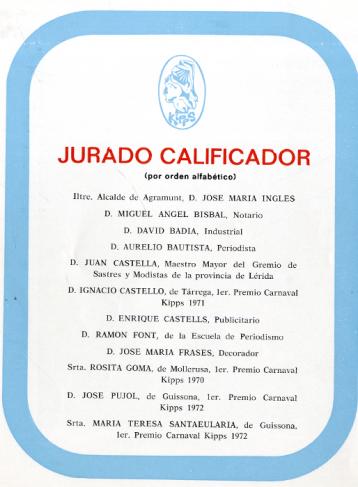 Kipps
JURADO CALIFICADOR
(por orden alfabético)
Iltre. Alcalde de Agramunt, D. JOSE MARIA INGLES
D. MIGUEL ANGEL BISBAL, Notario
D. DAVID BADIA, Industrial
D. AURELIO BAUTISTA, Periodista
D. JUAN CASTELLA, Maestro Mayor del Gremio de
Sastres y Modistas de la provincia de Lérida
D. IGNACIO CASTELLO, de Tárrega, 1er. Premio Carnaval
Kipps 1971
D. ENRIQUE CASTELLS, Publicitario
D. RAMON FONT, de la Escuela de Periodismo
D. JOSE MARIA FRASES, Decorador
Srta. ROSITA GOMA, de Mollerusa, 1er. Premio Carnaval
Kipps 1970
D. JOSE PUJOL, de Guissona, 1er. Premio Carnaval
Kipps 1972
Srta. MARIA TERESA SANTAEULARIA, de Guissona,
1er. Premio Carnaval Kipps 1972